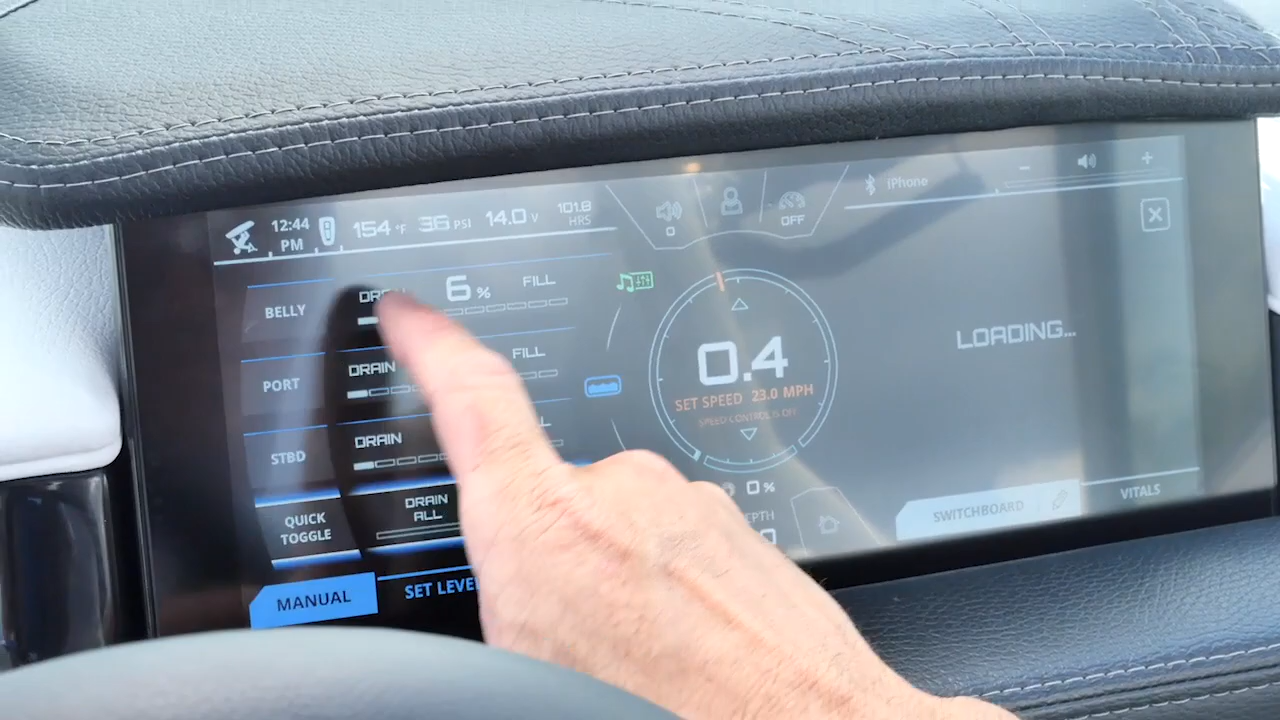 12:44 PM 154 °F 36 PSI 14.0 V 101.8 HRS
0
OFF
iPhone
− +
BELLY
6 % FILL
PORT
DRAIN FILL
STBD
DRAIN
QUICK TOGGLE
DRAIN ALL
MANUAL
0.4
SET SPEED 23.0 MPH
SPEED CONTROL IS OFF
0 %
LOADING...
SWITCHBOARD
VITALS